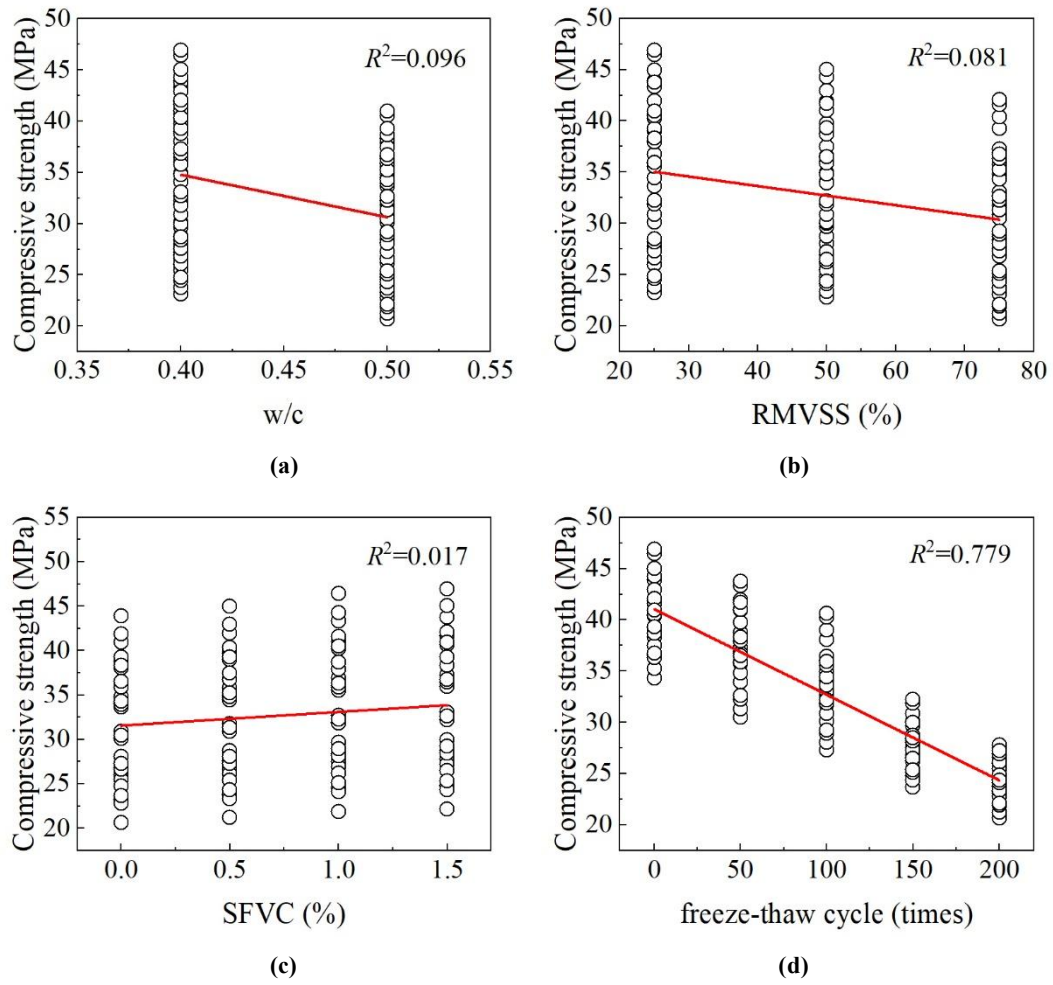 Compressive strength (MPa)
50
45
40
35
30
25
20
R²=0.096
0.35 0.40 0.45 0.50 0.55
w/c
(a)
Compressive strength (MPa)
50
45
40
35
30
25
20
R²=0.081
20 30 40 50 60 70 80
RMVSS (%)
(b)
Compressive strength (MPa)
55
50
45
40
35
30
25
20
R²=0.017
0.0 0.5 1.0 1.5
SFVC (%)
(c)
Compressive strength (MPa)
50
45
40
35
30
25
20
R²=0.779
0 50 100 150 200
freeze-thaw cycle (times)
(d)